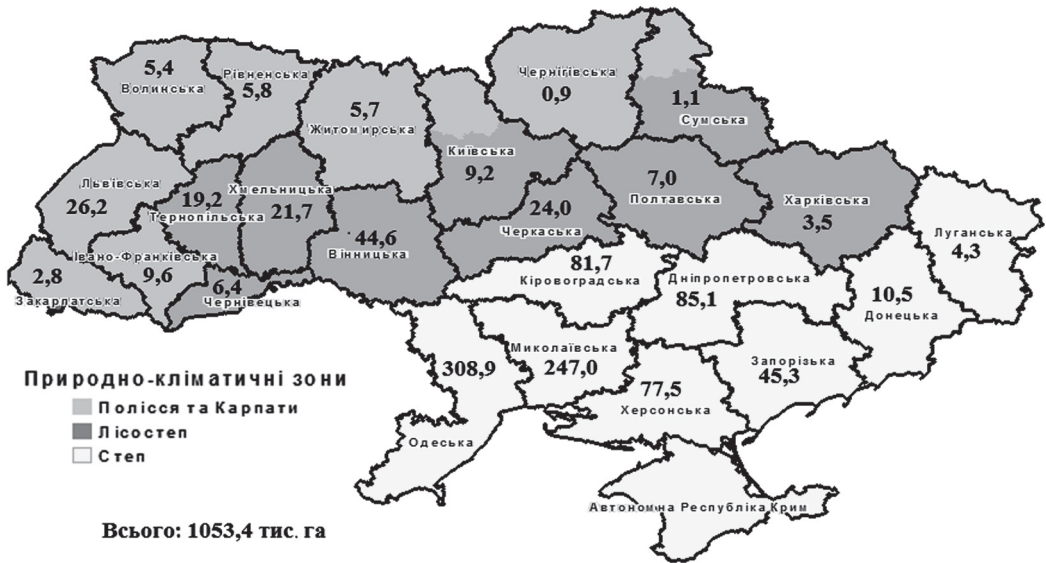 5,4
Волинська
Рівненська
5,8
5,7
Житомирська
Чернігівська
0,9
1,1
Сумська
Київська
9,2
Львівська
26,2
19,2
Тернопільська
Хмельницька
21,7
44,6
Вінницька
24,0
Черкаська
7,0
Полтавська
Харківська
3,5
Луганська
4,3
Івано-Франківська
9,6
2,8
Закарпатська
6,4
Чернівецька
81,7
Кіровоградська
Дніпропетровська
85,1
10,5
Донецька
308,9
Одеська
Миколаївська
247,0
77,5
Херсонська
Запорізька
45,3
Автономна Республіка Крим
Природно-кліматичні зони
Полісся та Карпати
Лісостеп
Степ
Всього: 1053,4 тис. га